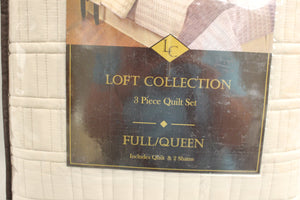 LC
LOFT COLLECTION
3 Piece Quilt Set
FULL/QUEEN
Includes Quilt & 2 Shams